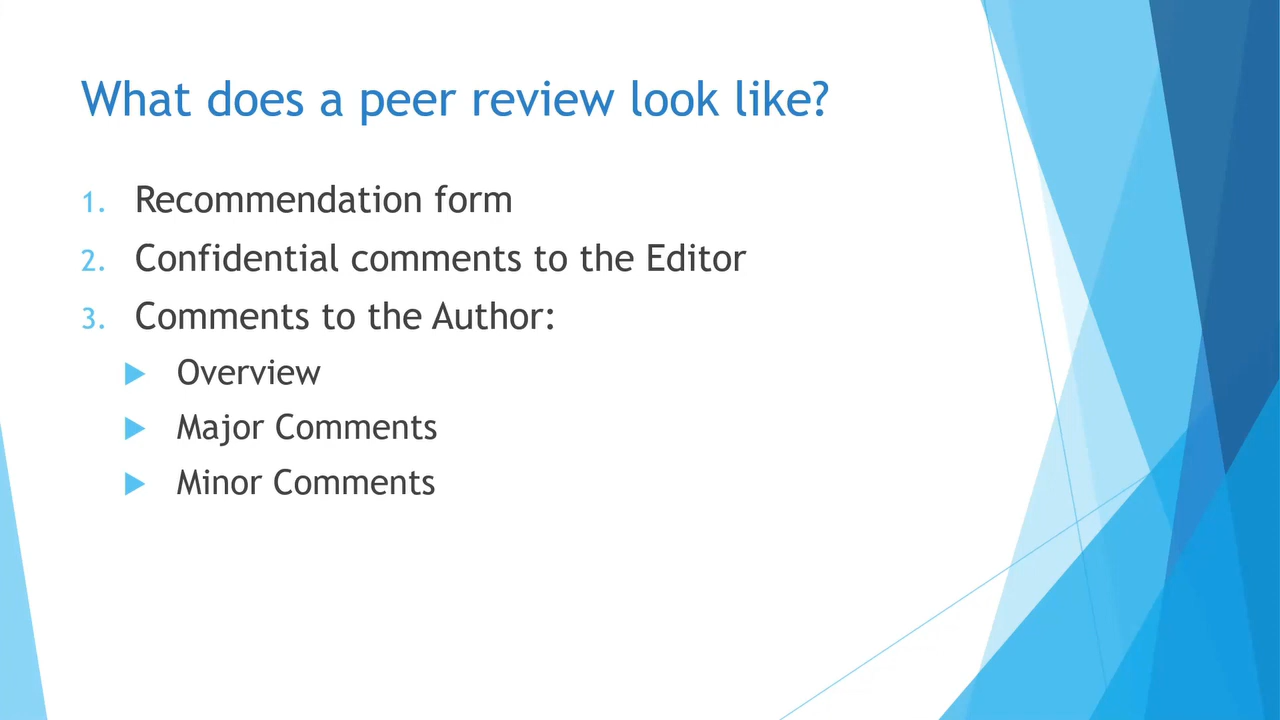 What does a peer review look like?
1. Recommendation form
2. Confidential comments to the Editor
3. Comments to the Author:
Overview
Major Comments
Minor Comments